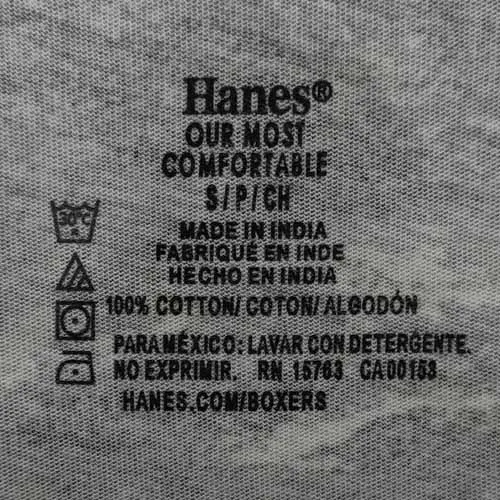 Hanes®
OUR MOST
COMFORTABLE
S/P/CH
30°C
MADE IN INDIA
FABRIQUÉ EN INDE
HECHO EN INDIA
100% COTTON/ COTON/ ALGODÓN
PARA MÉXICO: LAVAR CON DETERGENTE.
NO EXPRIMIR. RN 15763 CA00153
HANES.COM/BOXERS